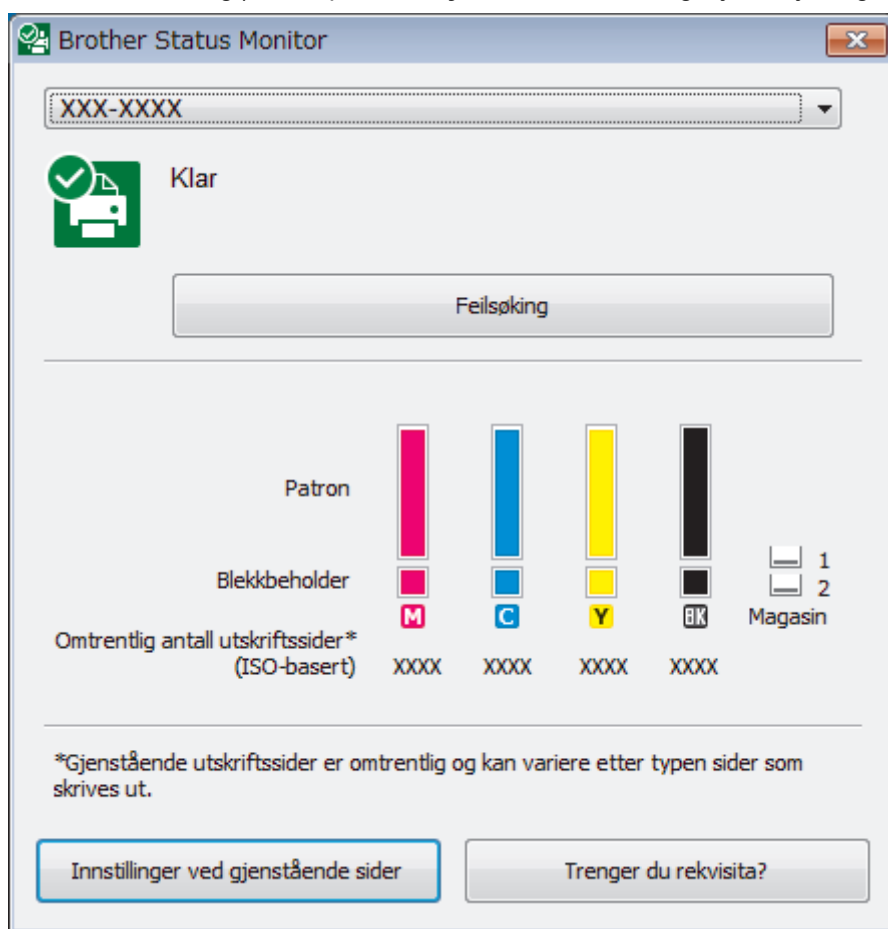 Brother Status Monitor
XXX-XXXX
Klar
Feilsøking
Patron
Blekkbeholder
1
2
M C Y BK Magasin
Omtrentlig antall utskriftssider*
(ISO-basert) XXXX XXXX XXXX XXXX
*Gjenstående utskriftssider er omtrentlig og kan variere etter typen sider som
skrives ut.
Innstillinger ved gjenstående sider Trenger du rekvisita?